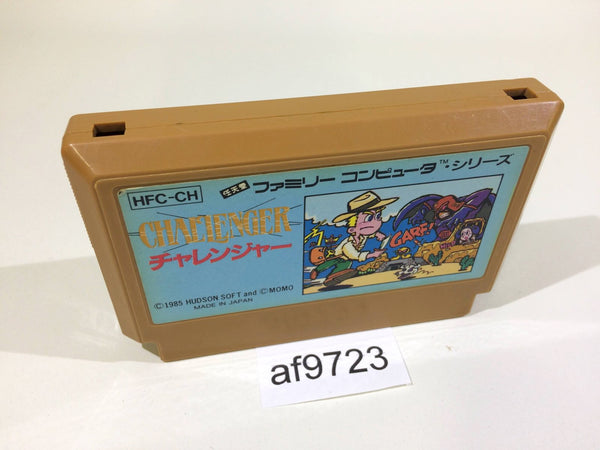 HFC-CH
任天堂 ファミリー コンピュータ™・シリーズ
CHALLENGER
チャレンジャー
GARF!
©1985 HUDSON SOFT and ©MOMO
MADE IN JAPAN
af9723